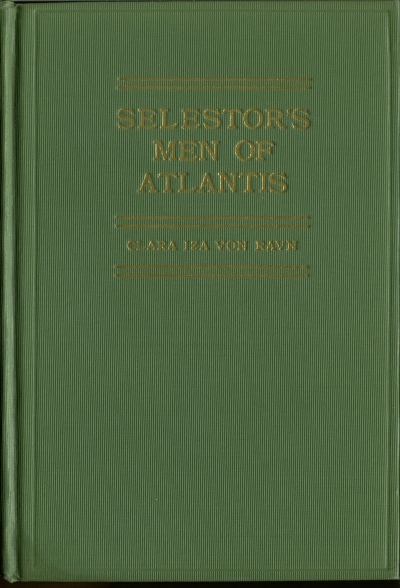 SELESTOR'S
MEN OF
ATLANTIS
CLARA IZA VON RAVN